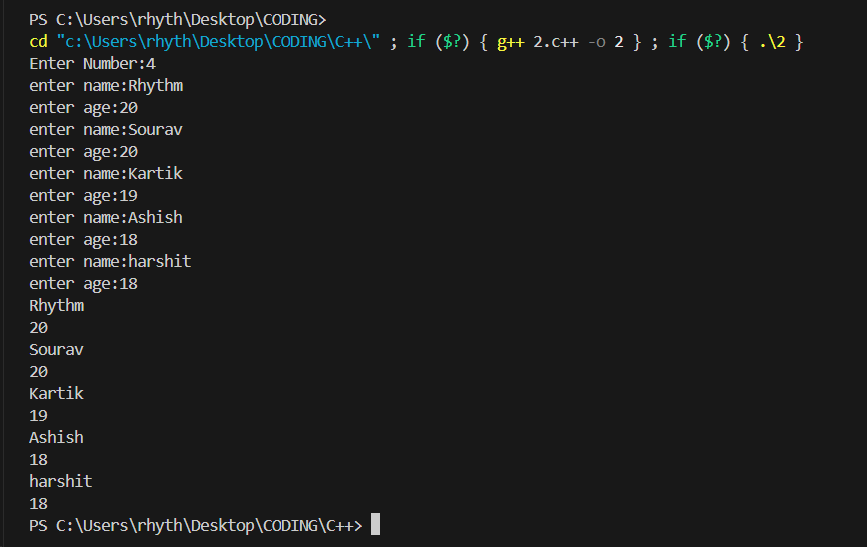 PS C:\Users\rhyth\Desktop\CODING>
cd "c:\Users\rhyth\Desktop\CODING\C++\" ; if ($?) { g++ 2.c++ -o 2 } ; if ($?) { .\2 }
Enter Number:4
enter name:Rhythm
enter age:20
enter name:Sourav
enter age:20
enter name:Kartik
enter age:19
enter name:Ashish
enter age:18
enter name:harshit
enter age:18
Rhythm
20
Sourav
20
Kartik
19
Ashish
18
harshit
18
PS C:\Users\rhyth\Desktop\CODING\C++>